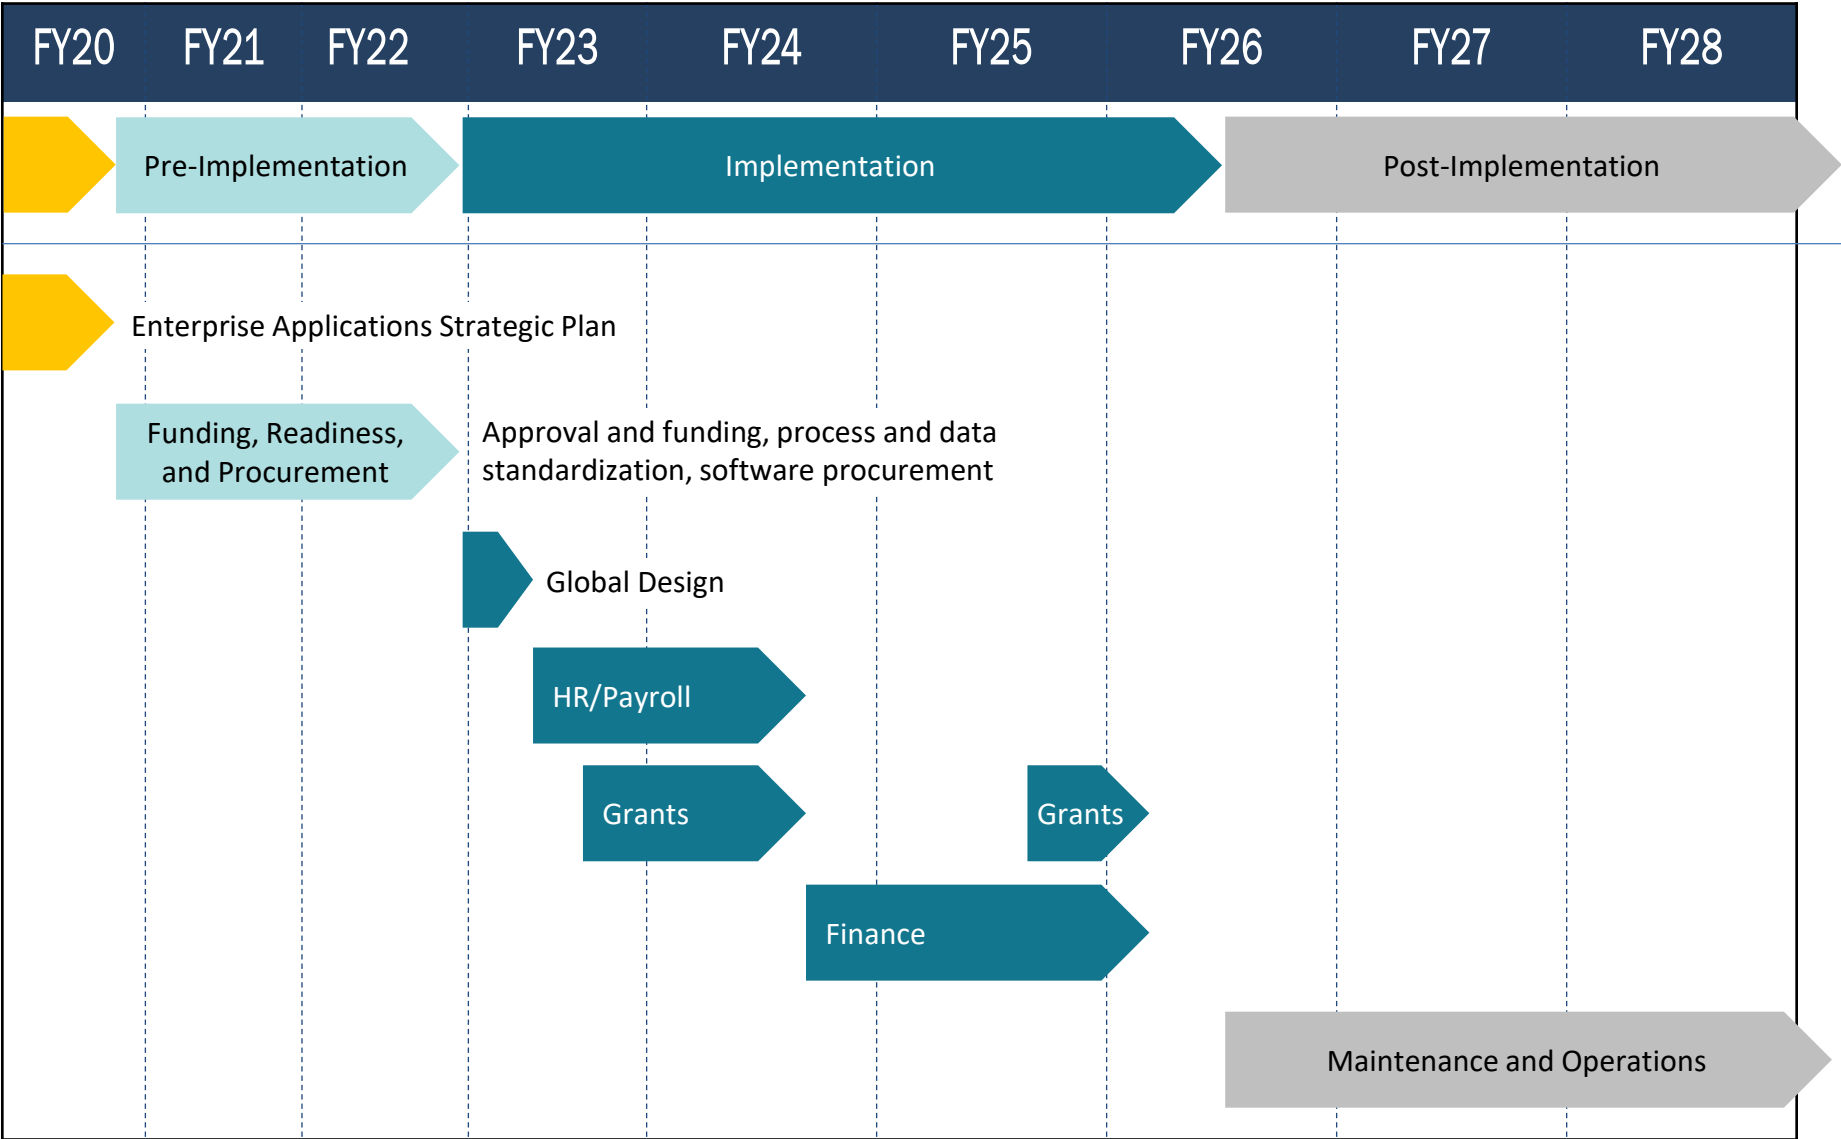 FY20 FY21 FY22 FY23 FY24 FY25 FY26 FY27 FY28
Pre-Implementation Implementation Post-Implementation
Enterprise Applications Strategic Plan
Funding, Readiness,
and Procurement
Approval and funding, process and data
standardization, software procurement
Global Design
HR/Payroll
Grants Grants
Finance
Maintenance and Operations